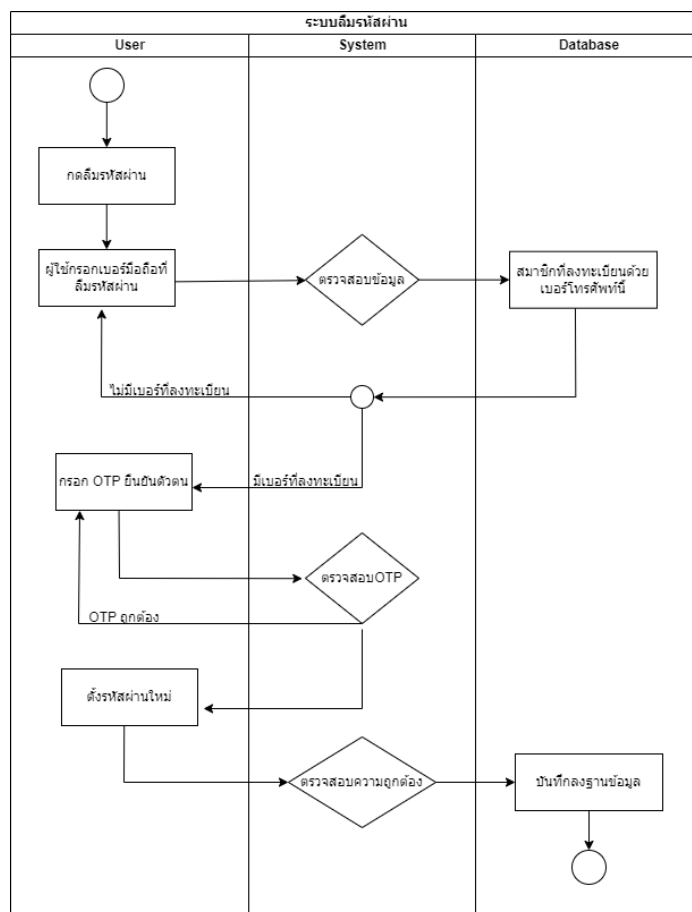 ระบบลืมรหัสผ่าน
User
System
Database
กดลืมรหัสผ่าน
ผู้ใช้กรอกเบอร์มือถือที่
ลืมรหัสผ่าน
ตรวจสอบข้อมูล
สมาชิกที่ลงทะเบียนด้วย
เบอร์โทรศัพท์นี้
ไม่มีเบอร์ที่ลงทะเบียน
กรอก OTP ยืนยันตัวตน
มีเบอร์ที่ลงทะเบียน
ตรวจสอบOTP
OTP ถูกต้อง
ตั้งรหัสผ่านใหม่
ตรวจสอบความถูกต้อง
บันทึกลงฐานข้อมูล